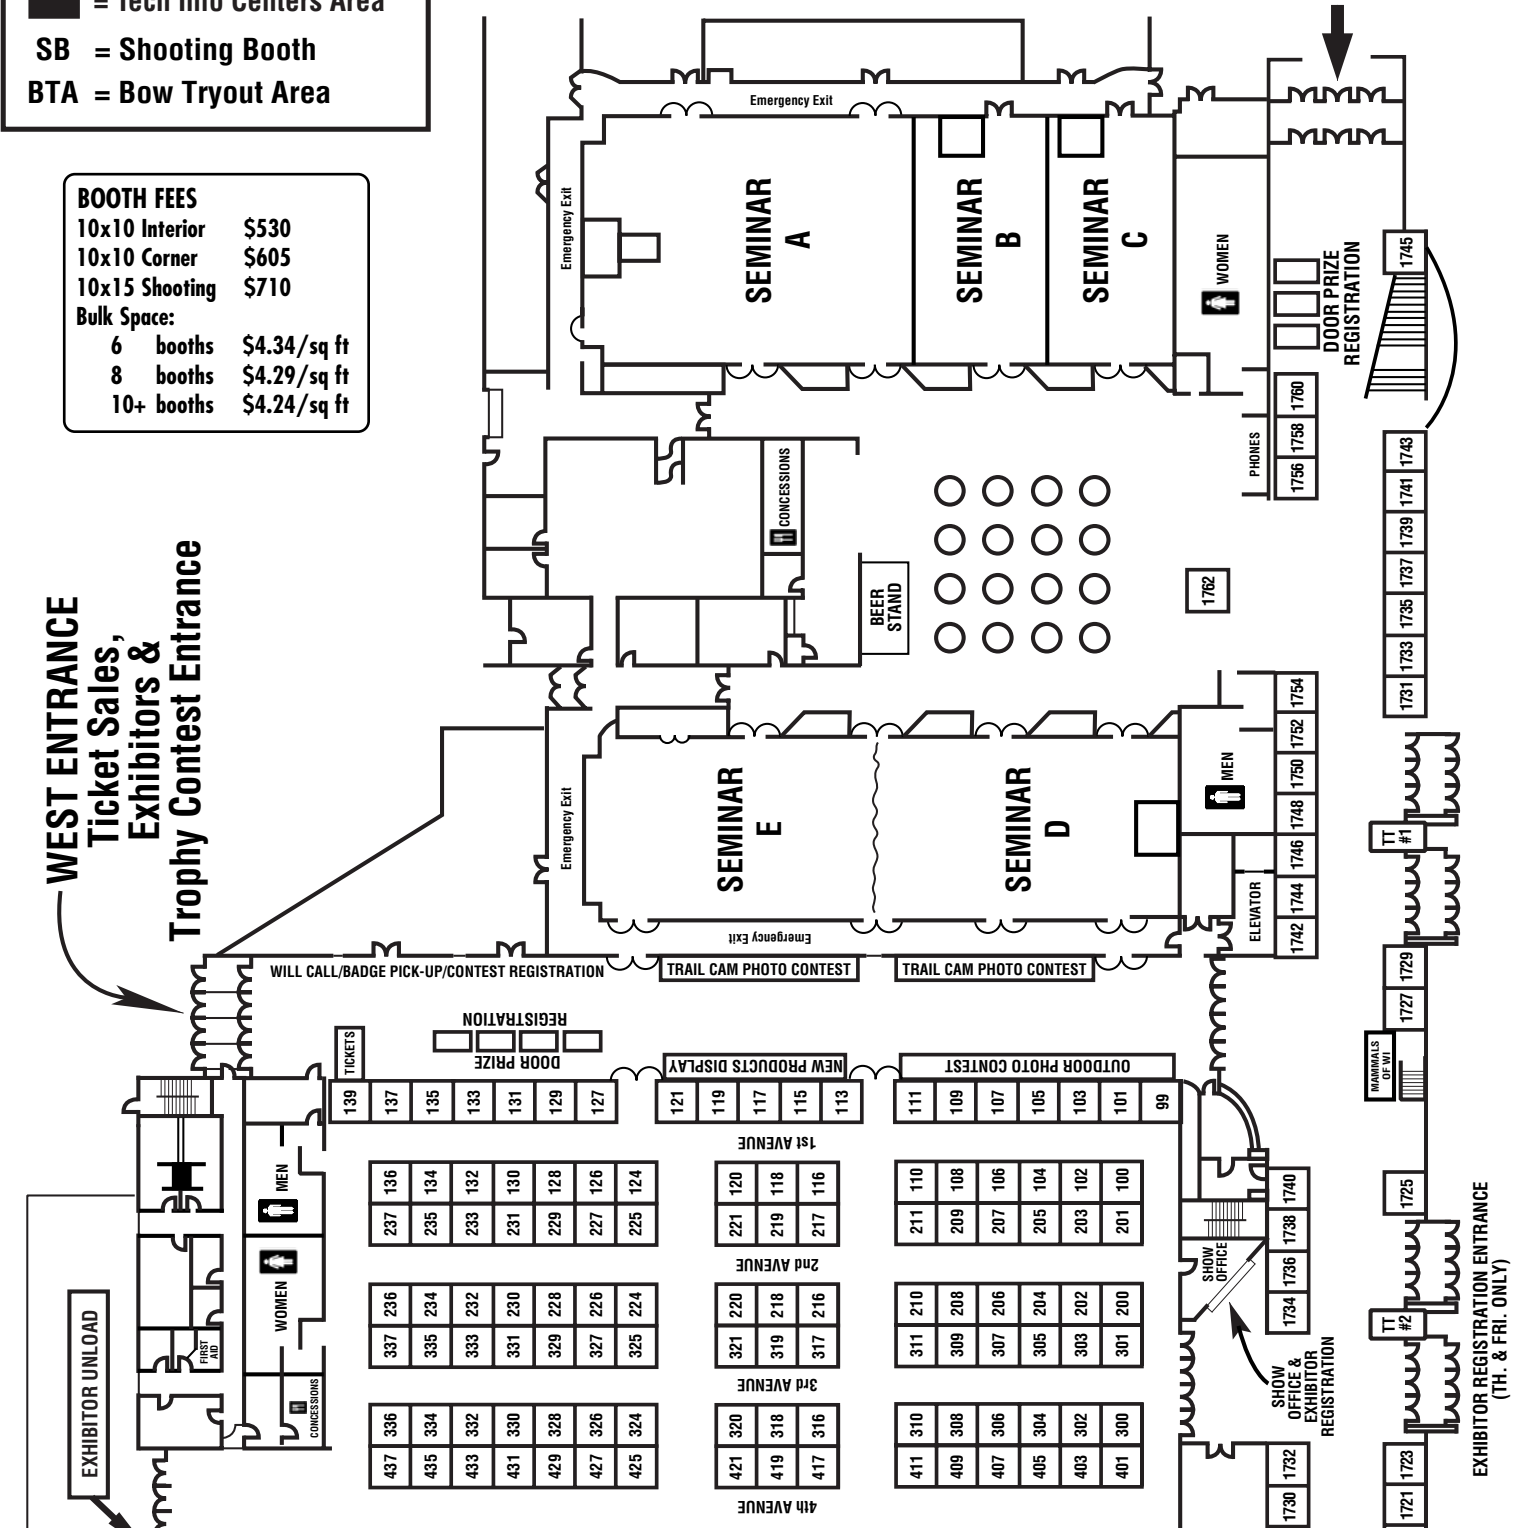 = Tech Info Centers Area
SB = Shooting Booth
BTA = Bow Tryout Area
BOOTH FEES
10x10 Interior $530
10x10 Corner $605
10x15 Shooting $710
Bulk Space:
6 booths $4.34/sq ft
8 booths $4.29/sq ft
10+ booths $4.24/sq ft
WEST ENTRANCE
Ticket Sales,
Exhibitors &
Trophy Contest Entrance
Emergency Exit
Emergency Exit
SEMINAR
A
SEMINAR
B
SEMINAR
C
WOMEN
DOOR PRIZE
REGISTRATION
1745
1760
1758
1756
PHONES
1743
1741
1739
1737
1735
1733
1731
CONCESSIONS
BEER
STAND
1762
Emergency Exit
SEMINAR
E
SEMINAR
D
MEN
ELEVATOR
1754
1752
1750
1748
1746
1744
1742
TT
#1
Emergency Exit
WILL CALL/BADGE PICK-UP/CONTEST REGISTRATION
TRAIL CAM PHOTO CONTEST
TRAIL CAM PHOTO CONTEST
1729
1727
MAMMALS
OF WI
TICKETS
DOOR PRIZE
REGISTRATION
NEW PRODUCTS DISPLAY
OUTDOOR PHOTO CONTEST
139 137 135 133 131 129 127
121 119 117 115 113
111 109 107 105 103 101 99
1st AVENUE
136 134 132 130 128 126 124
120 118 116
110 108 106 104 102 100
237 235 233 231 229 227 225
221 219 217
211 209 207 205 203 201
2nd AVENUE
236 234 232 230 228 226 224
220 218 216
210 208 206 204 202 200
337 335 333 331 329 327 325
321 319 317
311 309 307 305 303 301
3rd AVENUE
336 334 332 330 328 326 324
320 318 316
310 308 306 304 302 300
437 435 433 431 429 427 425
421 419 417
411 409 407 405 403 401
4th AVENUE
MEN
WOMEN
FIRST
AID
CONCESSIONS
EXHIBITOR UNLOAD
SHOW
OFFICE
1740
1738
1736
1734
SHOW
OFFICE &
EXHIBITOR
REGISTRATION
1732
1730
1725
TT
#2
1723
1721
EXHIBITOR REGISTRATION ENTRANCE
(TH. & FRI. ONLY)